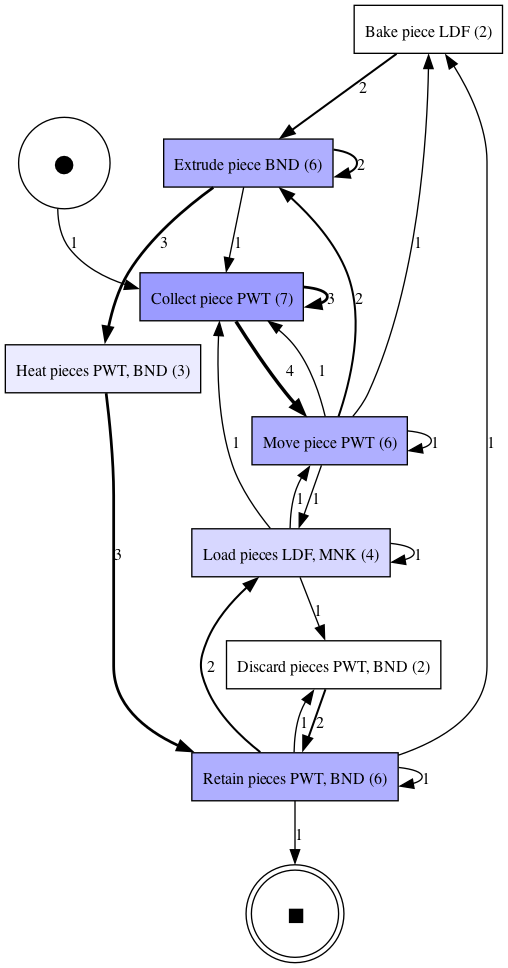 Bake piece LDF (2)
2
Extrude piece BND (6)
2
1
3
1
Collect piece PWT (7)
3
2
1
Heat pieces PWT, BND (3)
4
1
Move piece PWT (6)
1
1
1
1
1
Load pieces LDF, MNK (4)
1
3
1
2
Discard pieces PWT, BND (2)
1
2
Retain pieces PWT, BND (6)
1
1